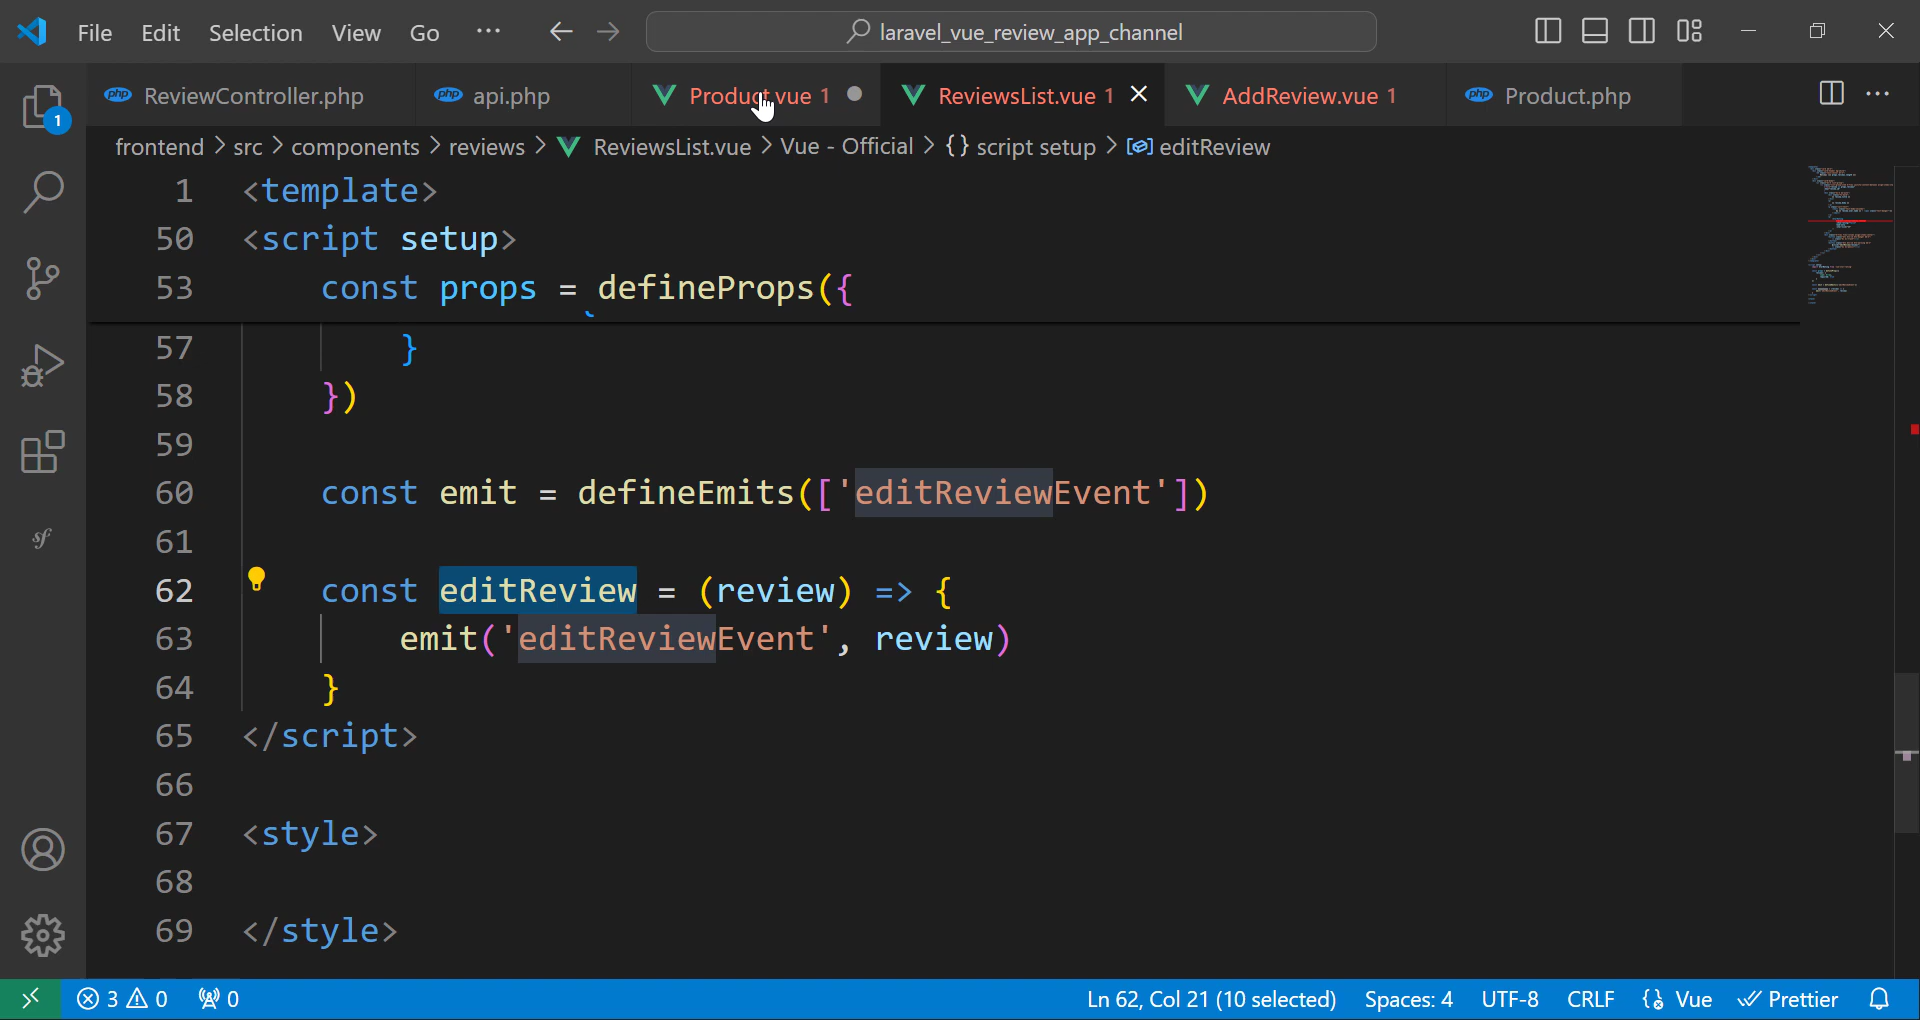 File Edit Selection View Go ··· laravel_vue_review_app_channel
ReviewController.php api.php Product.vue 1 ReviewsList.vue 1 AddReview.vue 1 Product.php
frontend > src > components > reviews > ReviewsList.vue > Vue - Official > {} script setup > editReview
1 <template>
50 <script setup>
53 const props = defineProps({
57 }
58 })
59
60 const emit = defineEmits(['editReviewEvent'])
61
62 const editReview = (review) => {
63 emit('editReviewEvent', review)
64 }
65 </script>
66
67 <style>
68
69 </style>
1
3 0 0 Ln 62, Col 21 (10 selected) Spaces: 4 UTF-8 CRLF Vue Prettier